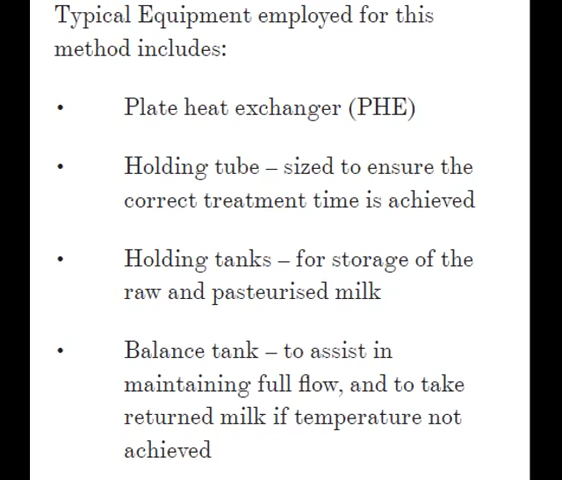 Typical Equipment employed for this
method includes:
• Plate heat exchanger (PHE)
• Holding tube – sized to ensure the
correct treatment time is achieved
• Holding tanks – for storage of the
raw and pasteurised milk
• Balance tank – to assist in
maintaining full flow, and to take
returned milk if temperature not
achieved